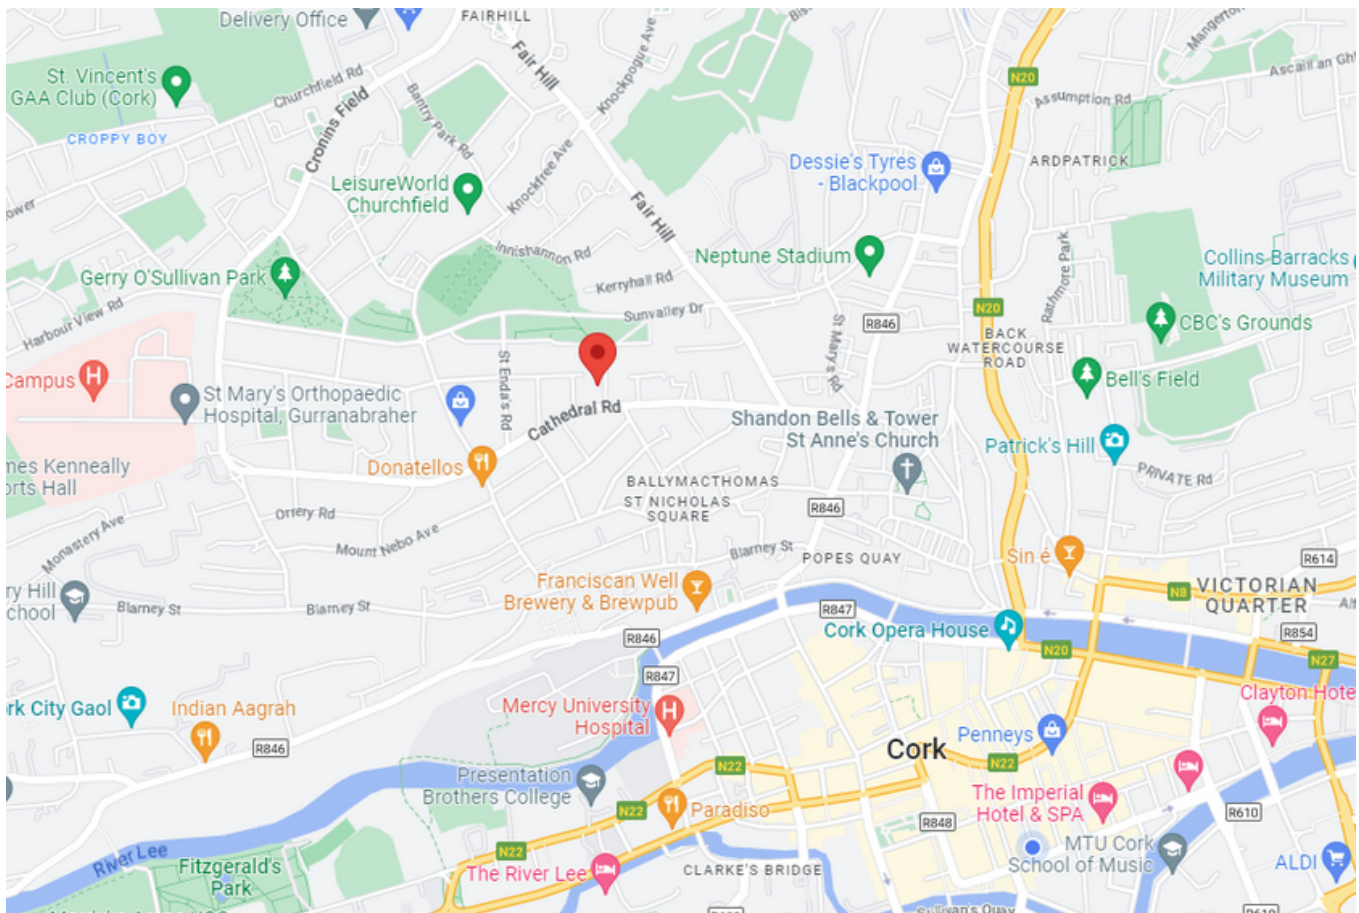 Delivery Office
FAIRHILL
St. Vincent's
GAA Club (Cork)
CROPPY BOY
Churchfield Rd
Cronins Field
Bantry Park Rd
Fair Hill
Knockpogue Ave
N20
Assumption Rd
ARDPATRICK
Dessie's Tyres
- Blackpool
LeisureWorld
Churchfield
Knockfree Ave
Fair Hill
Innishannon Rd
Neptune Stadium
Rathmore Park
Collins Barracks
Military Museum
Gerry O'Sullivan Park
Kerryhall Rd
Sunvalley Dr
Harbour View Rd
N20
R846
St Mary's Rd
BACK
WATERCOURSE
ROAD
CBC's Grounds
Campus
H
St Mary's Orthopaedic
Hospital, Gurranabraher
St Enda's Rd
Cathedral Rd
Bell's Field
Shandon Bells & Tower
St Anne's Church
Patrick's Hill
PRIVATE Rd
Donatellos
BALLYMACTHOMAS
ST NICHOLAS
SQUARE
R846
Orrery Rd
Monastery Ave
Mount Nebo Ave
Blarney St
POPES QUAY
Sin é
R614
Franciscan Well
Brewery & Brewpub
N8
VICTORIAN
QUARTER
Blarney St
Blarney St
R847
R846
Cork Opera House
R854
N20
N27
R847
Mercy University
Hospital
H
Indian Aagrah
R846
Penneys
Cork
N22
N22
Presentation
Brothers College
N22
Paradiso
The Imperial
Hotel & SPA
R610
R848
MTU Cork
School of Music
River Lee
Fitzgerald's
Park
N22
The River Lee
CLARKE'S BRIDGE
ALDI